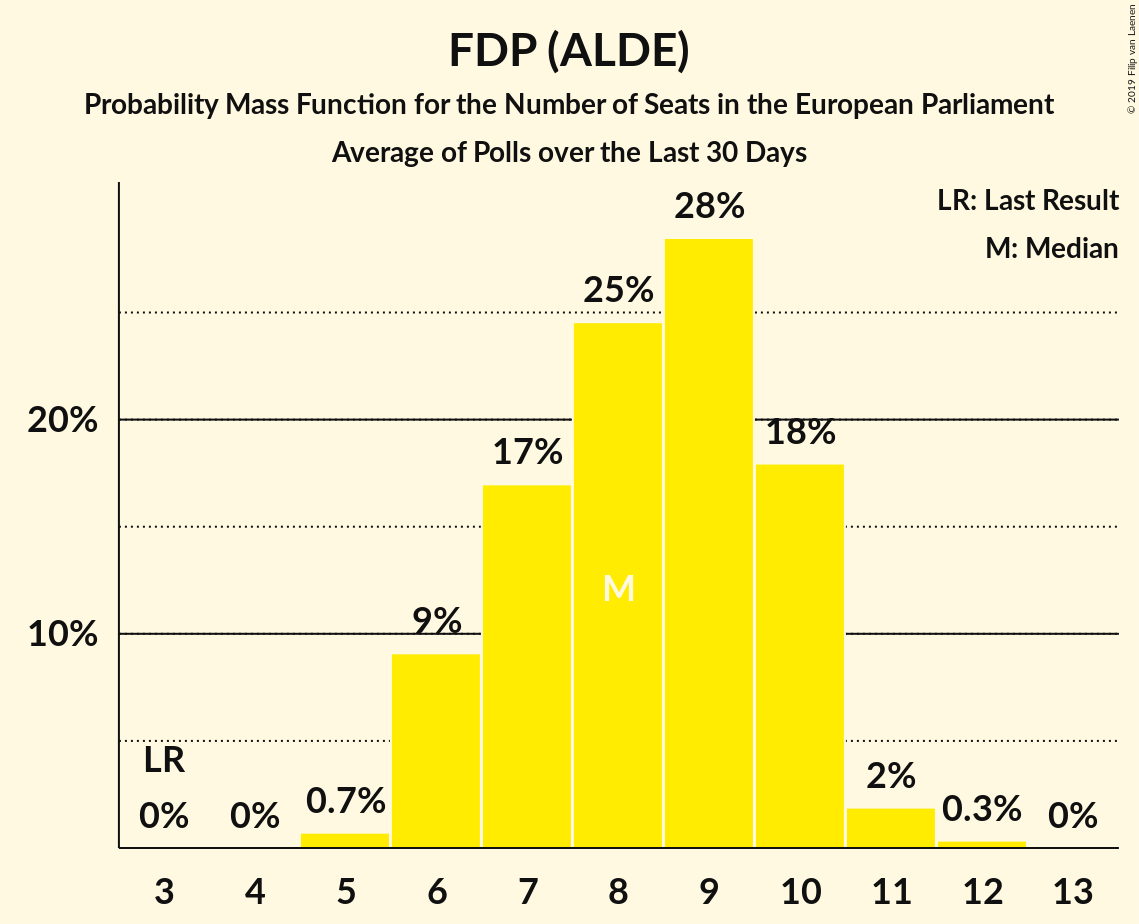 FDP (ALDE)
Probability Mass Function for the Number of Seats in the European Parliament
Average of Polls over the Last 30 Days
© 2019 Filip van Laenen
LR: Last Result
M: Median
28%
25%
20%
18%
17%
M
9%
10%
LR
0%
0%
0.7%
2%
0.3%
0%
3 4 5 6 7 8 9 10 11 12 13